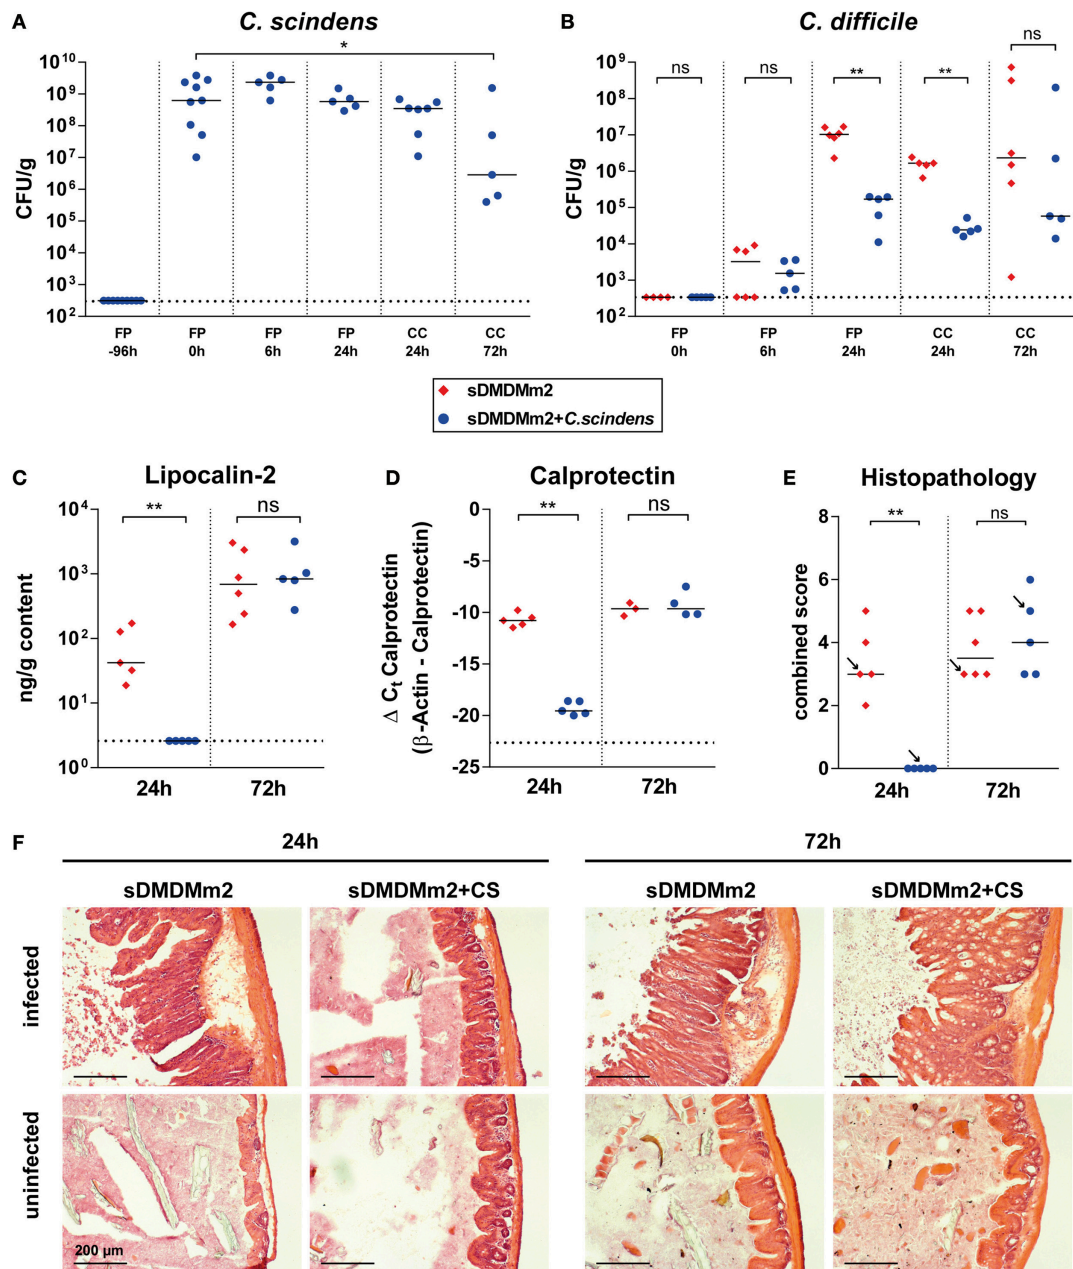 A
C. scindens
*
CFU/g
10^10
10^9
10^8
10^7
10^6
10^5
10^4
10^3
10^2
FP -96h
FP 0h
FP 6h
FP 24h
CC 24h
CC 72h
B
C. difficile
ns
ns
**
**
ns
CFU/g
10^9
10^8
10^7
10^6
10^5
10^4
10^3
10^2
FP 0h
FP 6h
FP 24h
CC 24h
CC 72h
sDMDMm2
sDMDMm2+C.scindens
C
Lipocalin-2
**
ns
ng/g content
10^4
10^3
10^2
10^1
10^0
24h
72h
D
Calprotectin
**
ns
Δ Ct Calprotectin
(β-Actin - Calprotectin)
0
-5
-10
-15
-20
-25
24h
72h
E
Histopathology
**
ns
combined score
8
6
4
2
0
24h
72h
F
24h
72h
sDMDMm2
sDMDMm2+CS
sDMDMm2
sDMDMm2+CS
infected
uninfected
200 µm